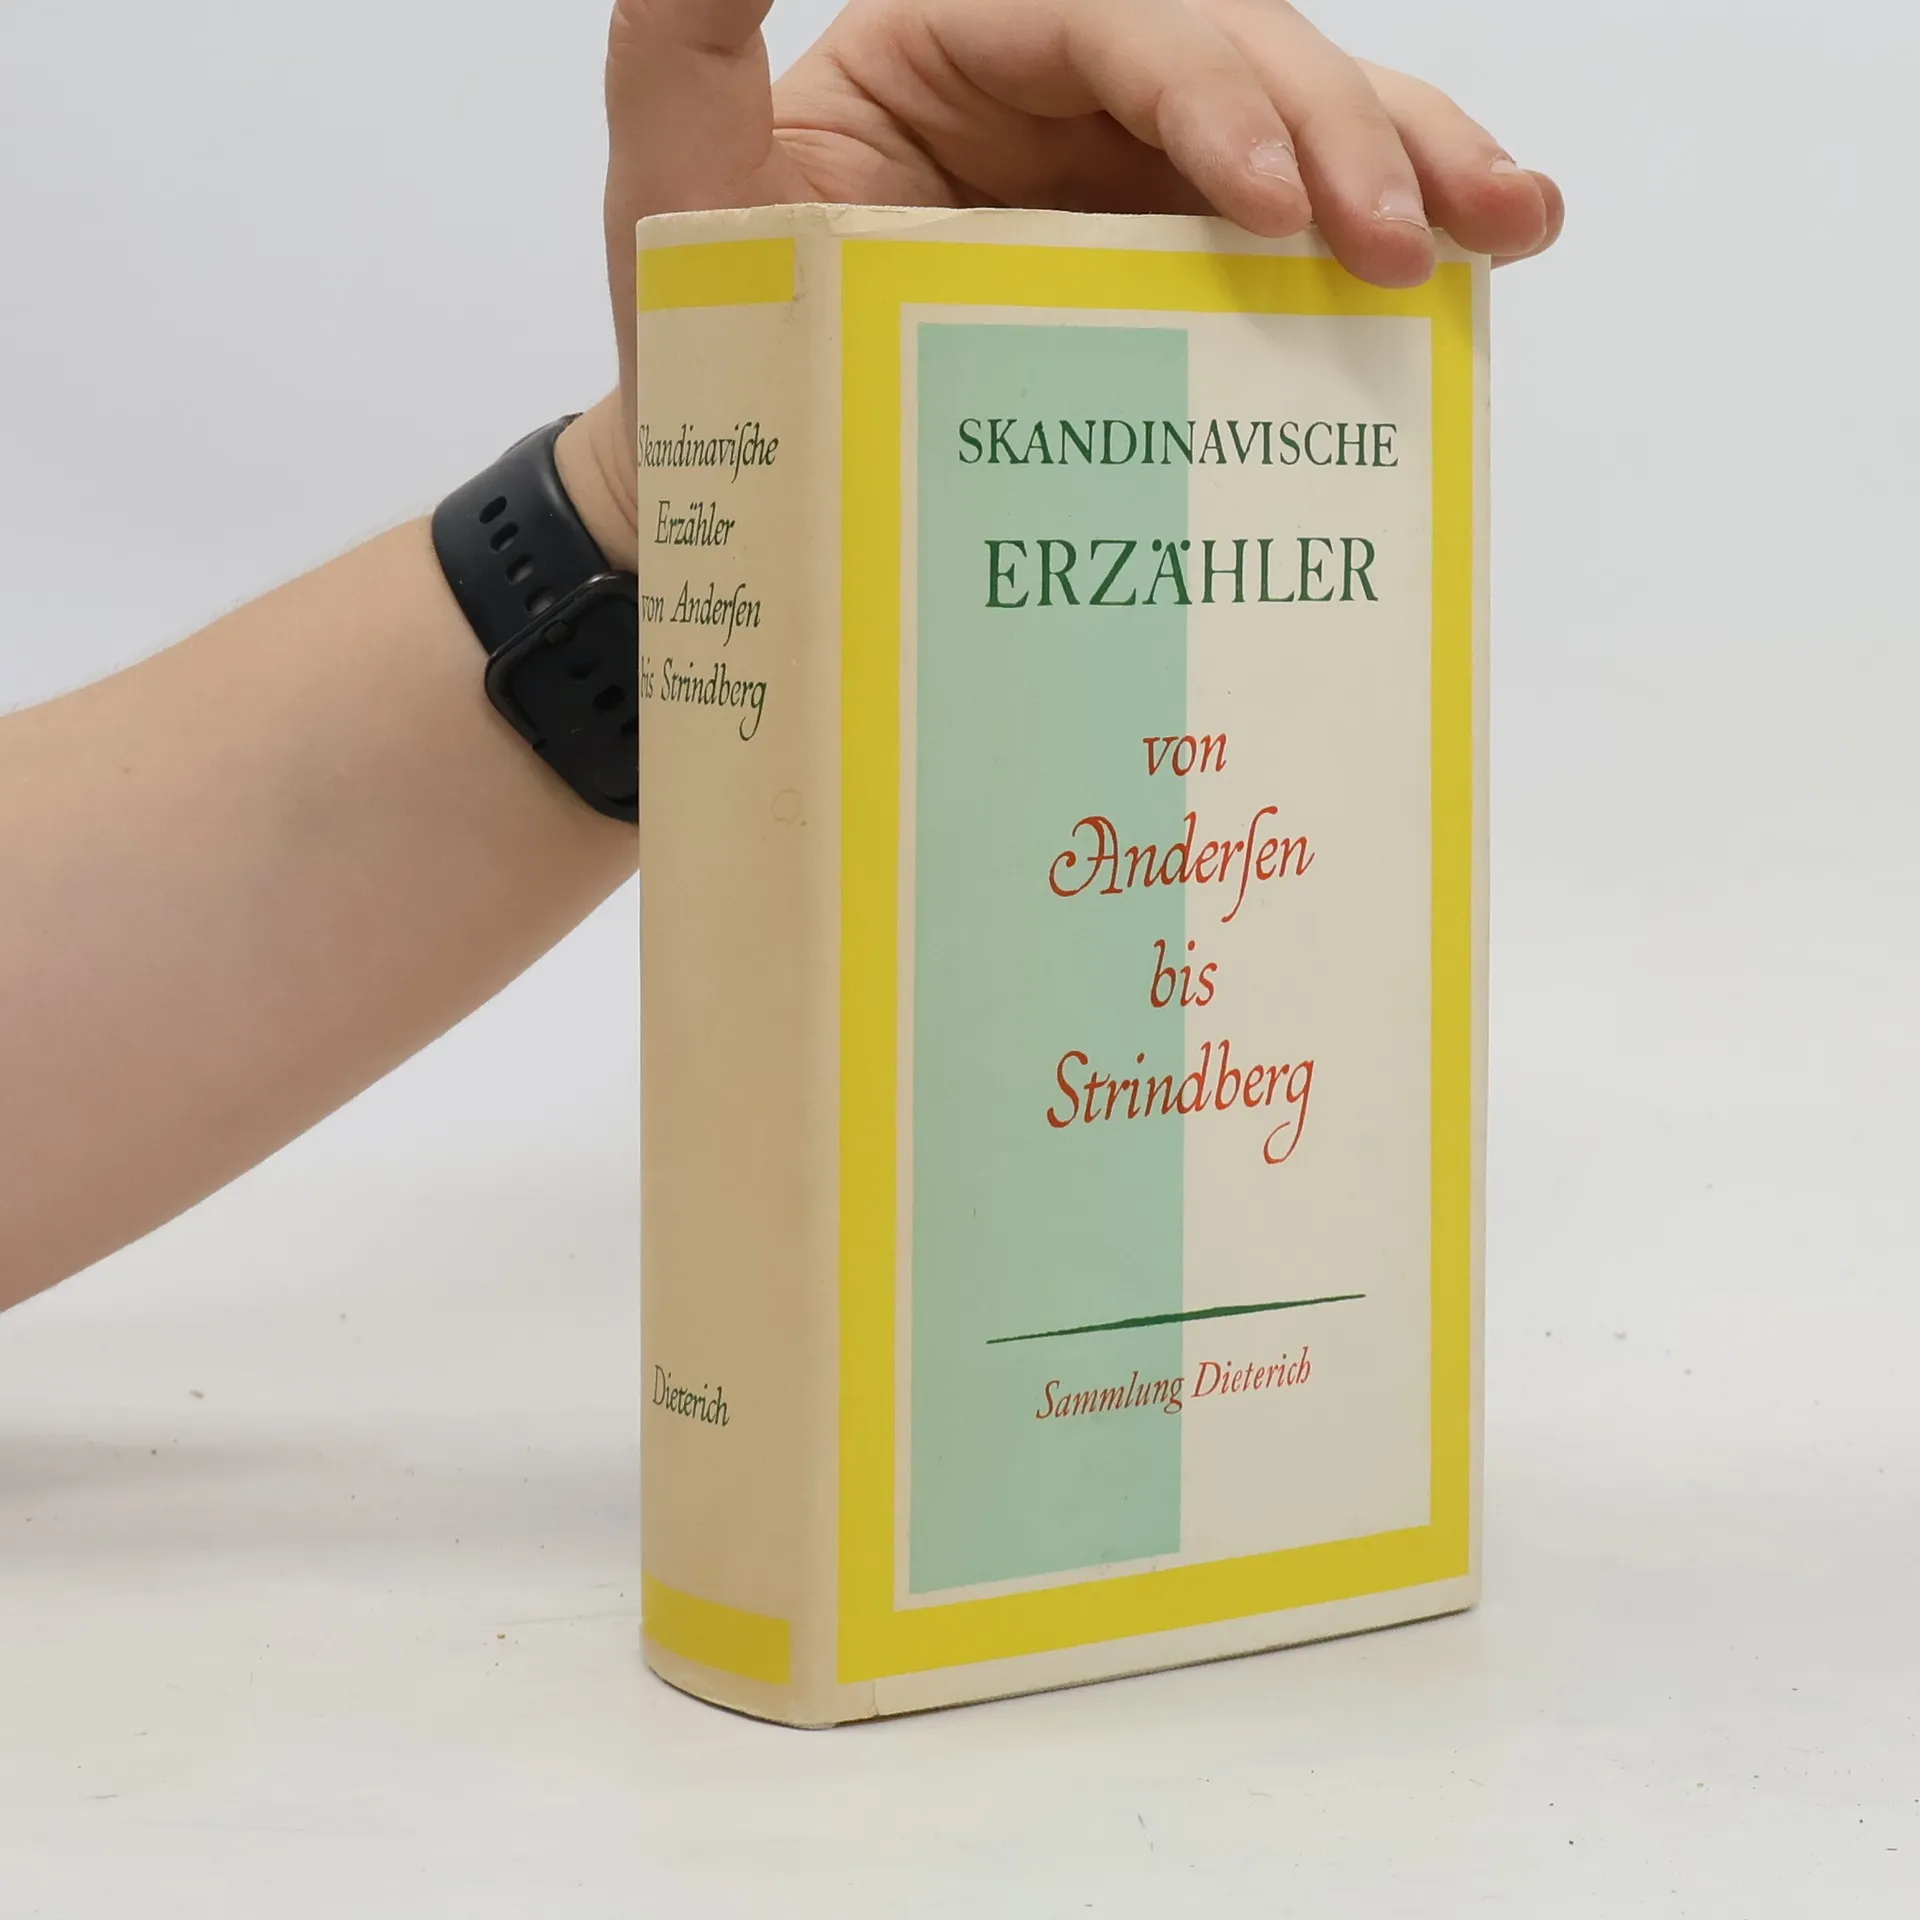 Skandinaviſche
Erzähler
von Anderſen
bis Strindberg
Dieterich
SKANDINAVISCHE
ERZÄHLER
von
Anderſen
bis
Strindberg
Sammlung Dieterich